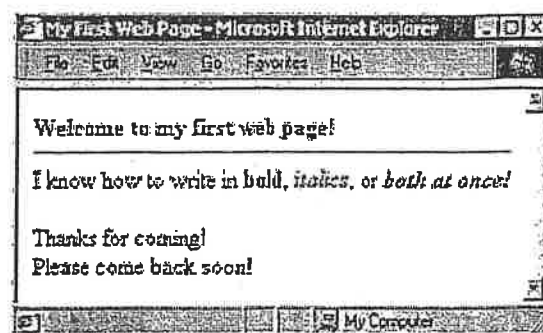 My First Web Page - Microsoft Internet Explorer
File Edit View Go Favorites Help
Welcome to my first web page!
I know how to write in bold, italics, or both at once!
Thanks for coming!
Please come back soon!
My Computer